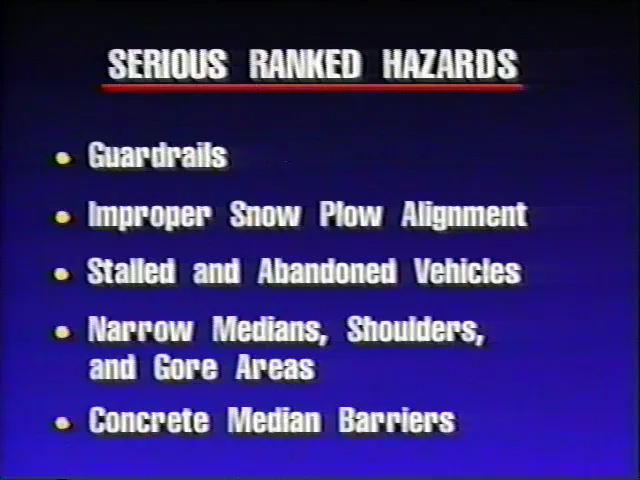 SERIOUS RANKED HAZARDS
• Guardrails
• Improper Snow Plow Alignment
• Stalled and Abandoned Vehicles
• Narrow Medians, Shoulders,
and Gore Areas
• Concrete Median Barriers